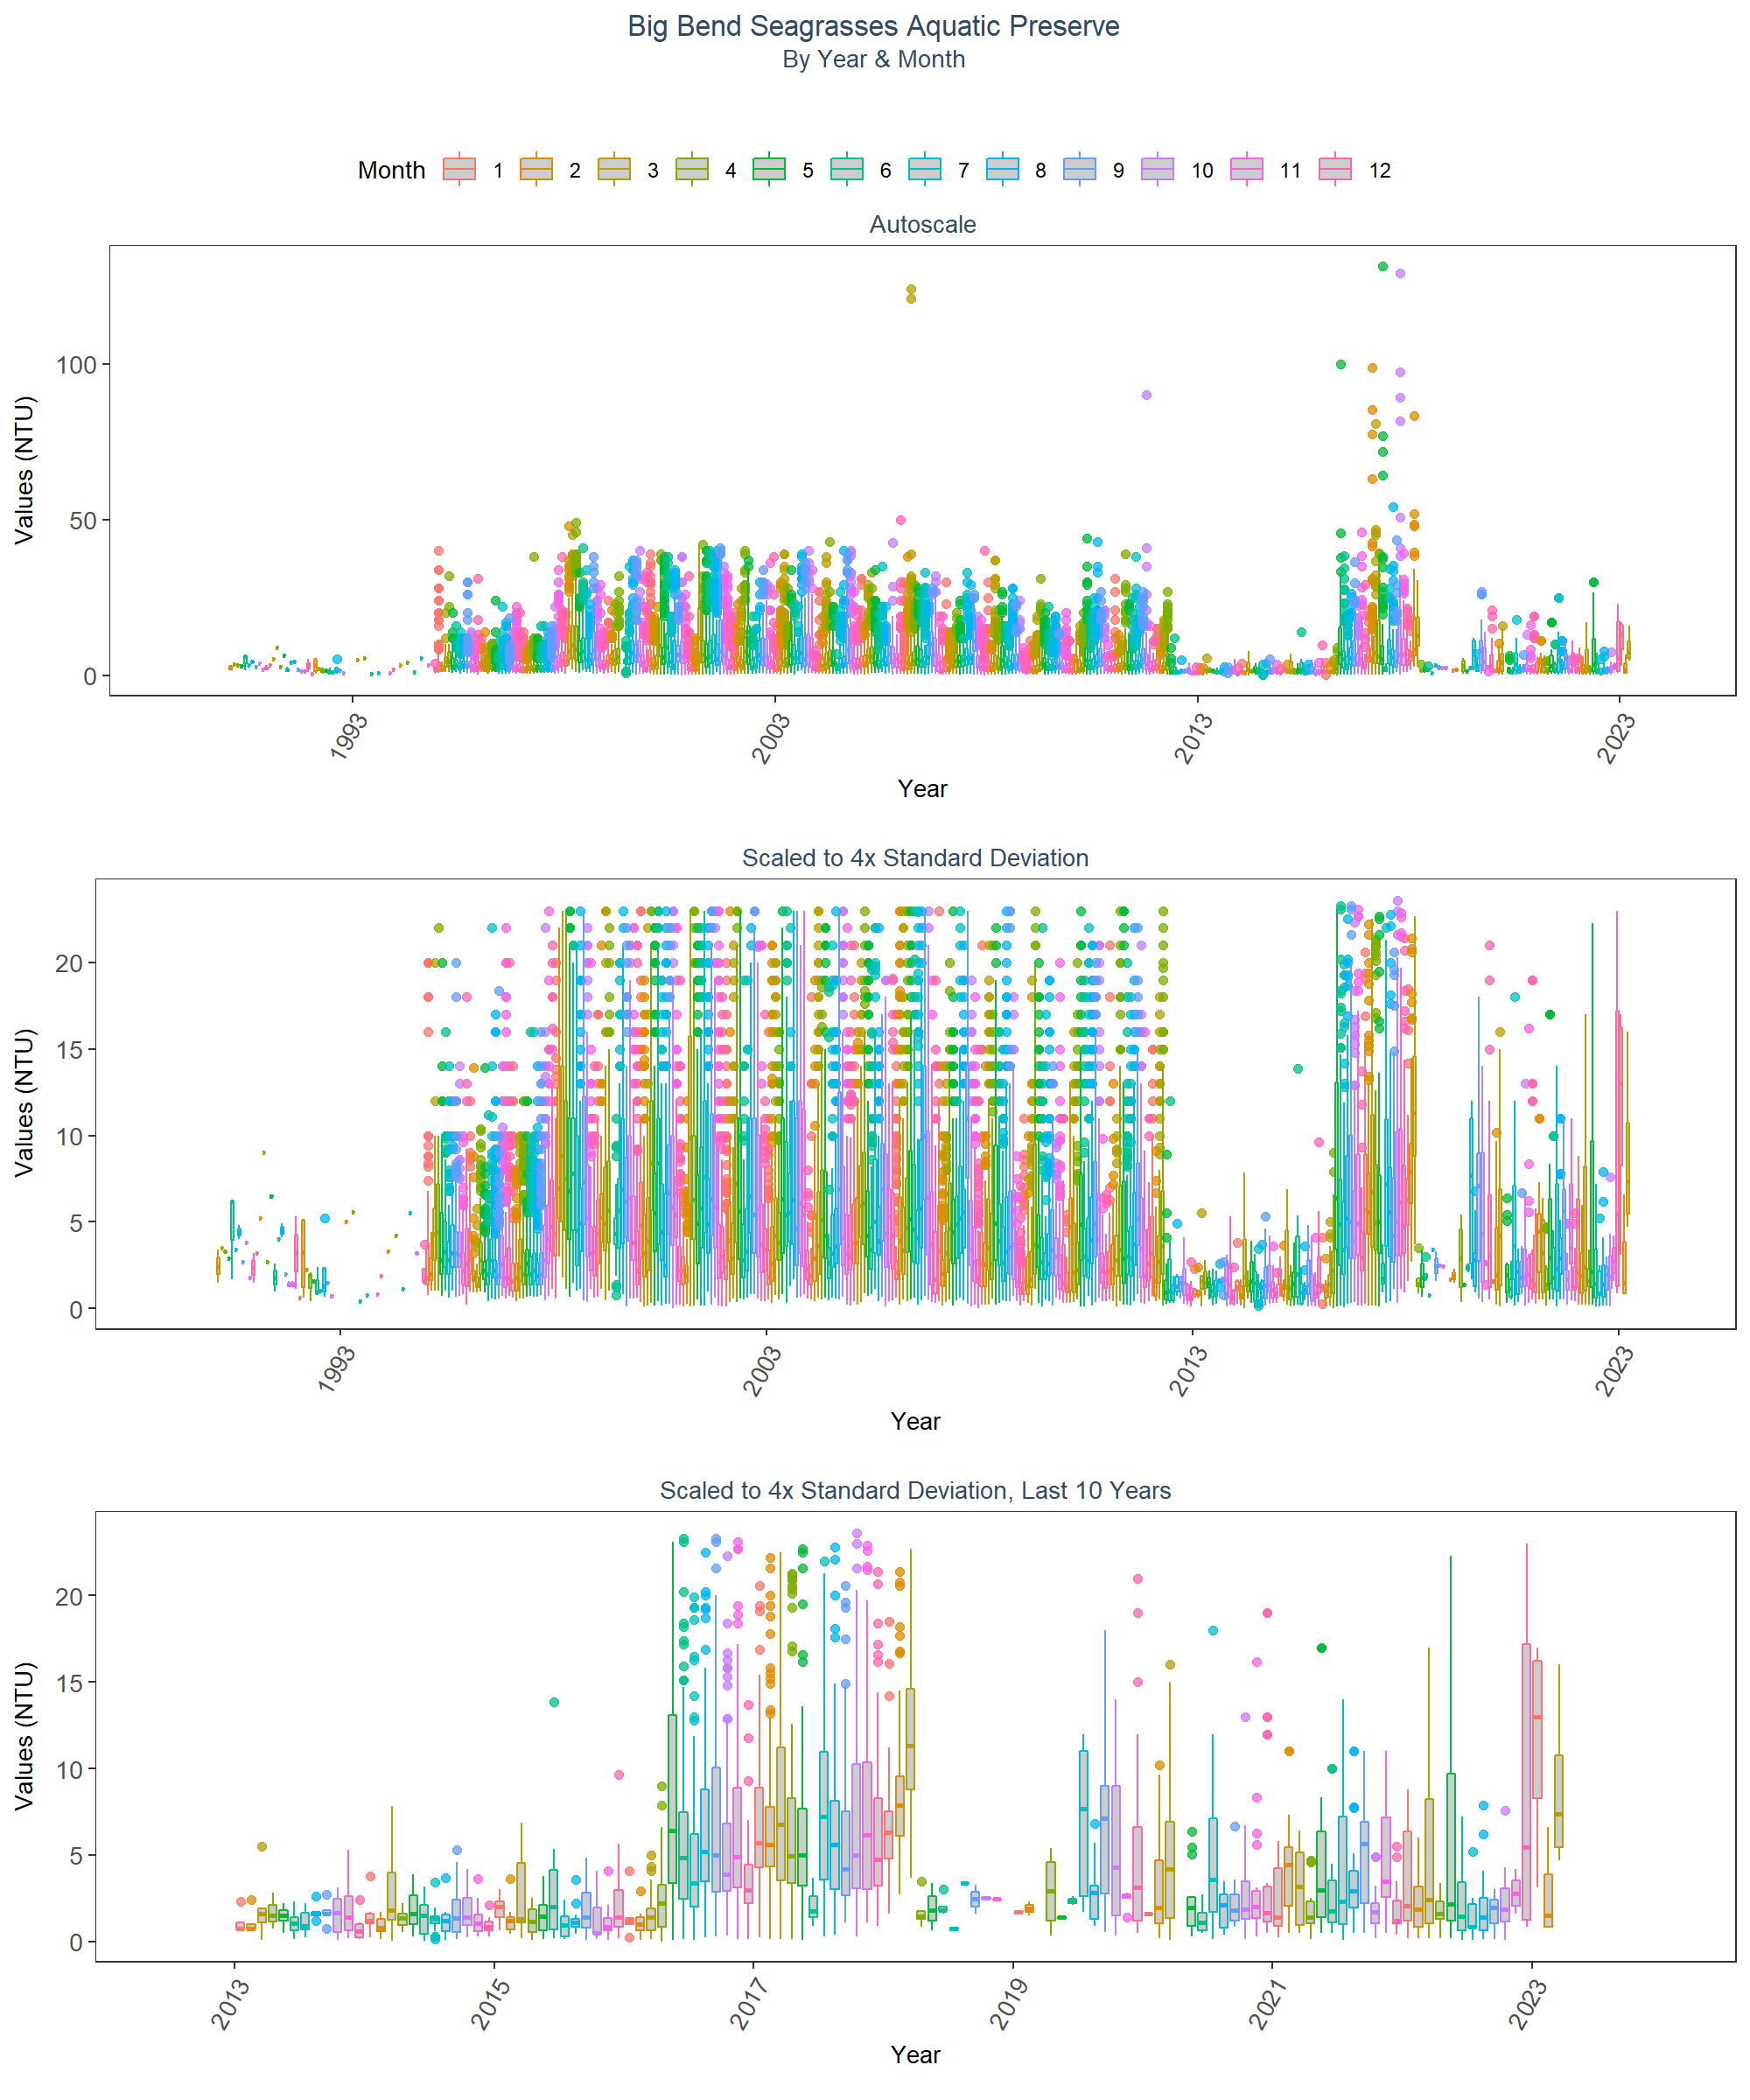 Big Bend Seagrasses Aquatic Preserve
By Year & Month
Month 1 2 3 4 5 6 7 8 9 10 11 12
Autoscale
Values (NTU)
100
50
0
1993 2003 2013 2023
Year
Scaled to 4x Standard Deviation
Values (NTU)
20
15
10
5
0
1993 2003 2013 2023
Year
Scaled to 4x Standard Deviation, Last 10 Years
Values (NTU)
20
15
10
5
0
2013 2015 2017 2019 2021 2023
Year